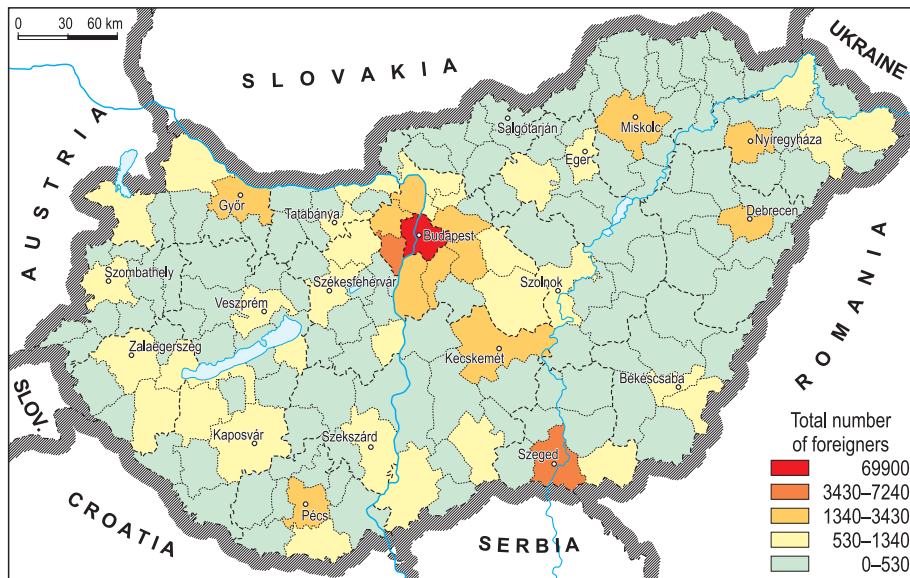 0 30 60 km
SLOVAKIA
UKRAINE
AUSTRIA
ROMANIA
SLOV.
CROATIA
SERBIA
Salgótarján
Miskolc
Nyíregyháza
Eger
Győr
Tatabánya
Debrecen
Budapest
Szombathely
Székesfehérvár
Szolnok
Veszprém
Zalaegerszeg
Kecskemét
Békéscsaba
Kaposvár
Szekszárd
Szeged
Pécs
Total number
of foreigners
69900
3430–7240
1340–3430
530–1340
0–530